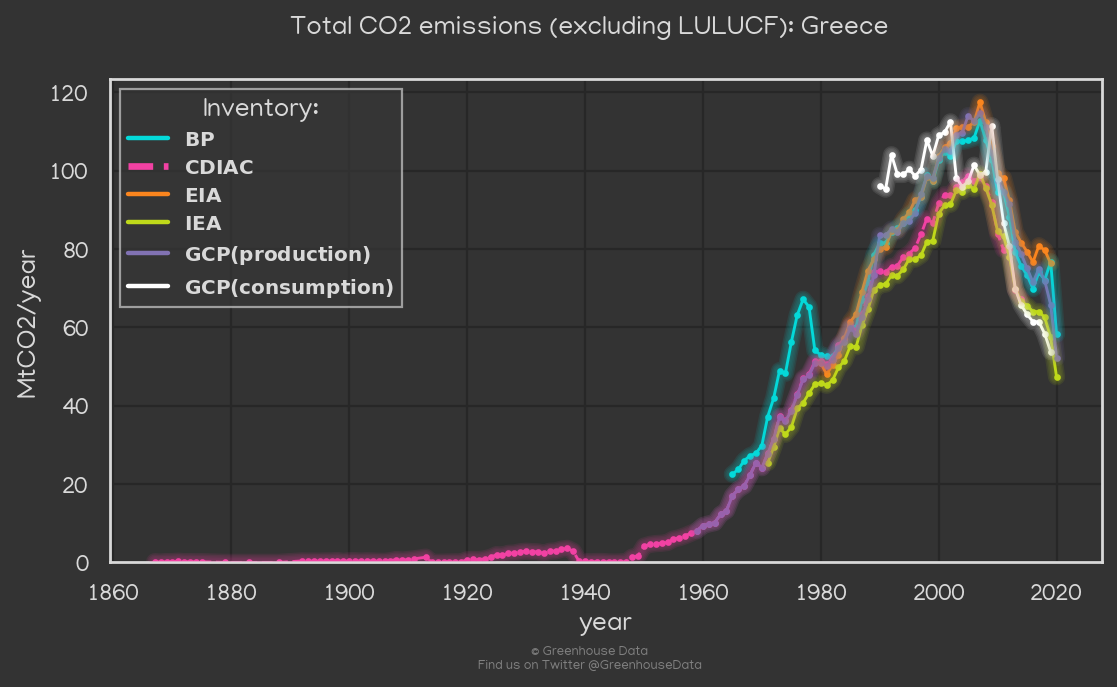 Total CO2 emissions (excluding LULUCF): Greece
Inventory:
BP
CDIAC
EIA
IEA
GCP(production)
GCP(consumption)
MtCO2/year
120
100
80
60
40
20
0
1860 1880 1900 1920 1940 1960 1980 2000 2020
year
© Greenhouse Data
Find us on Twitter @GreenhouseData